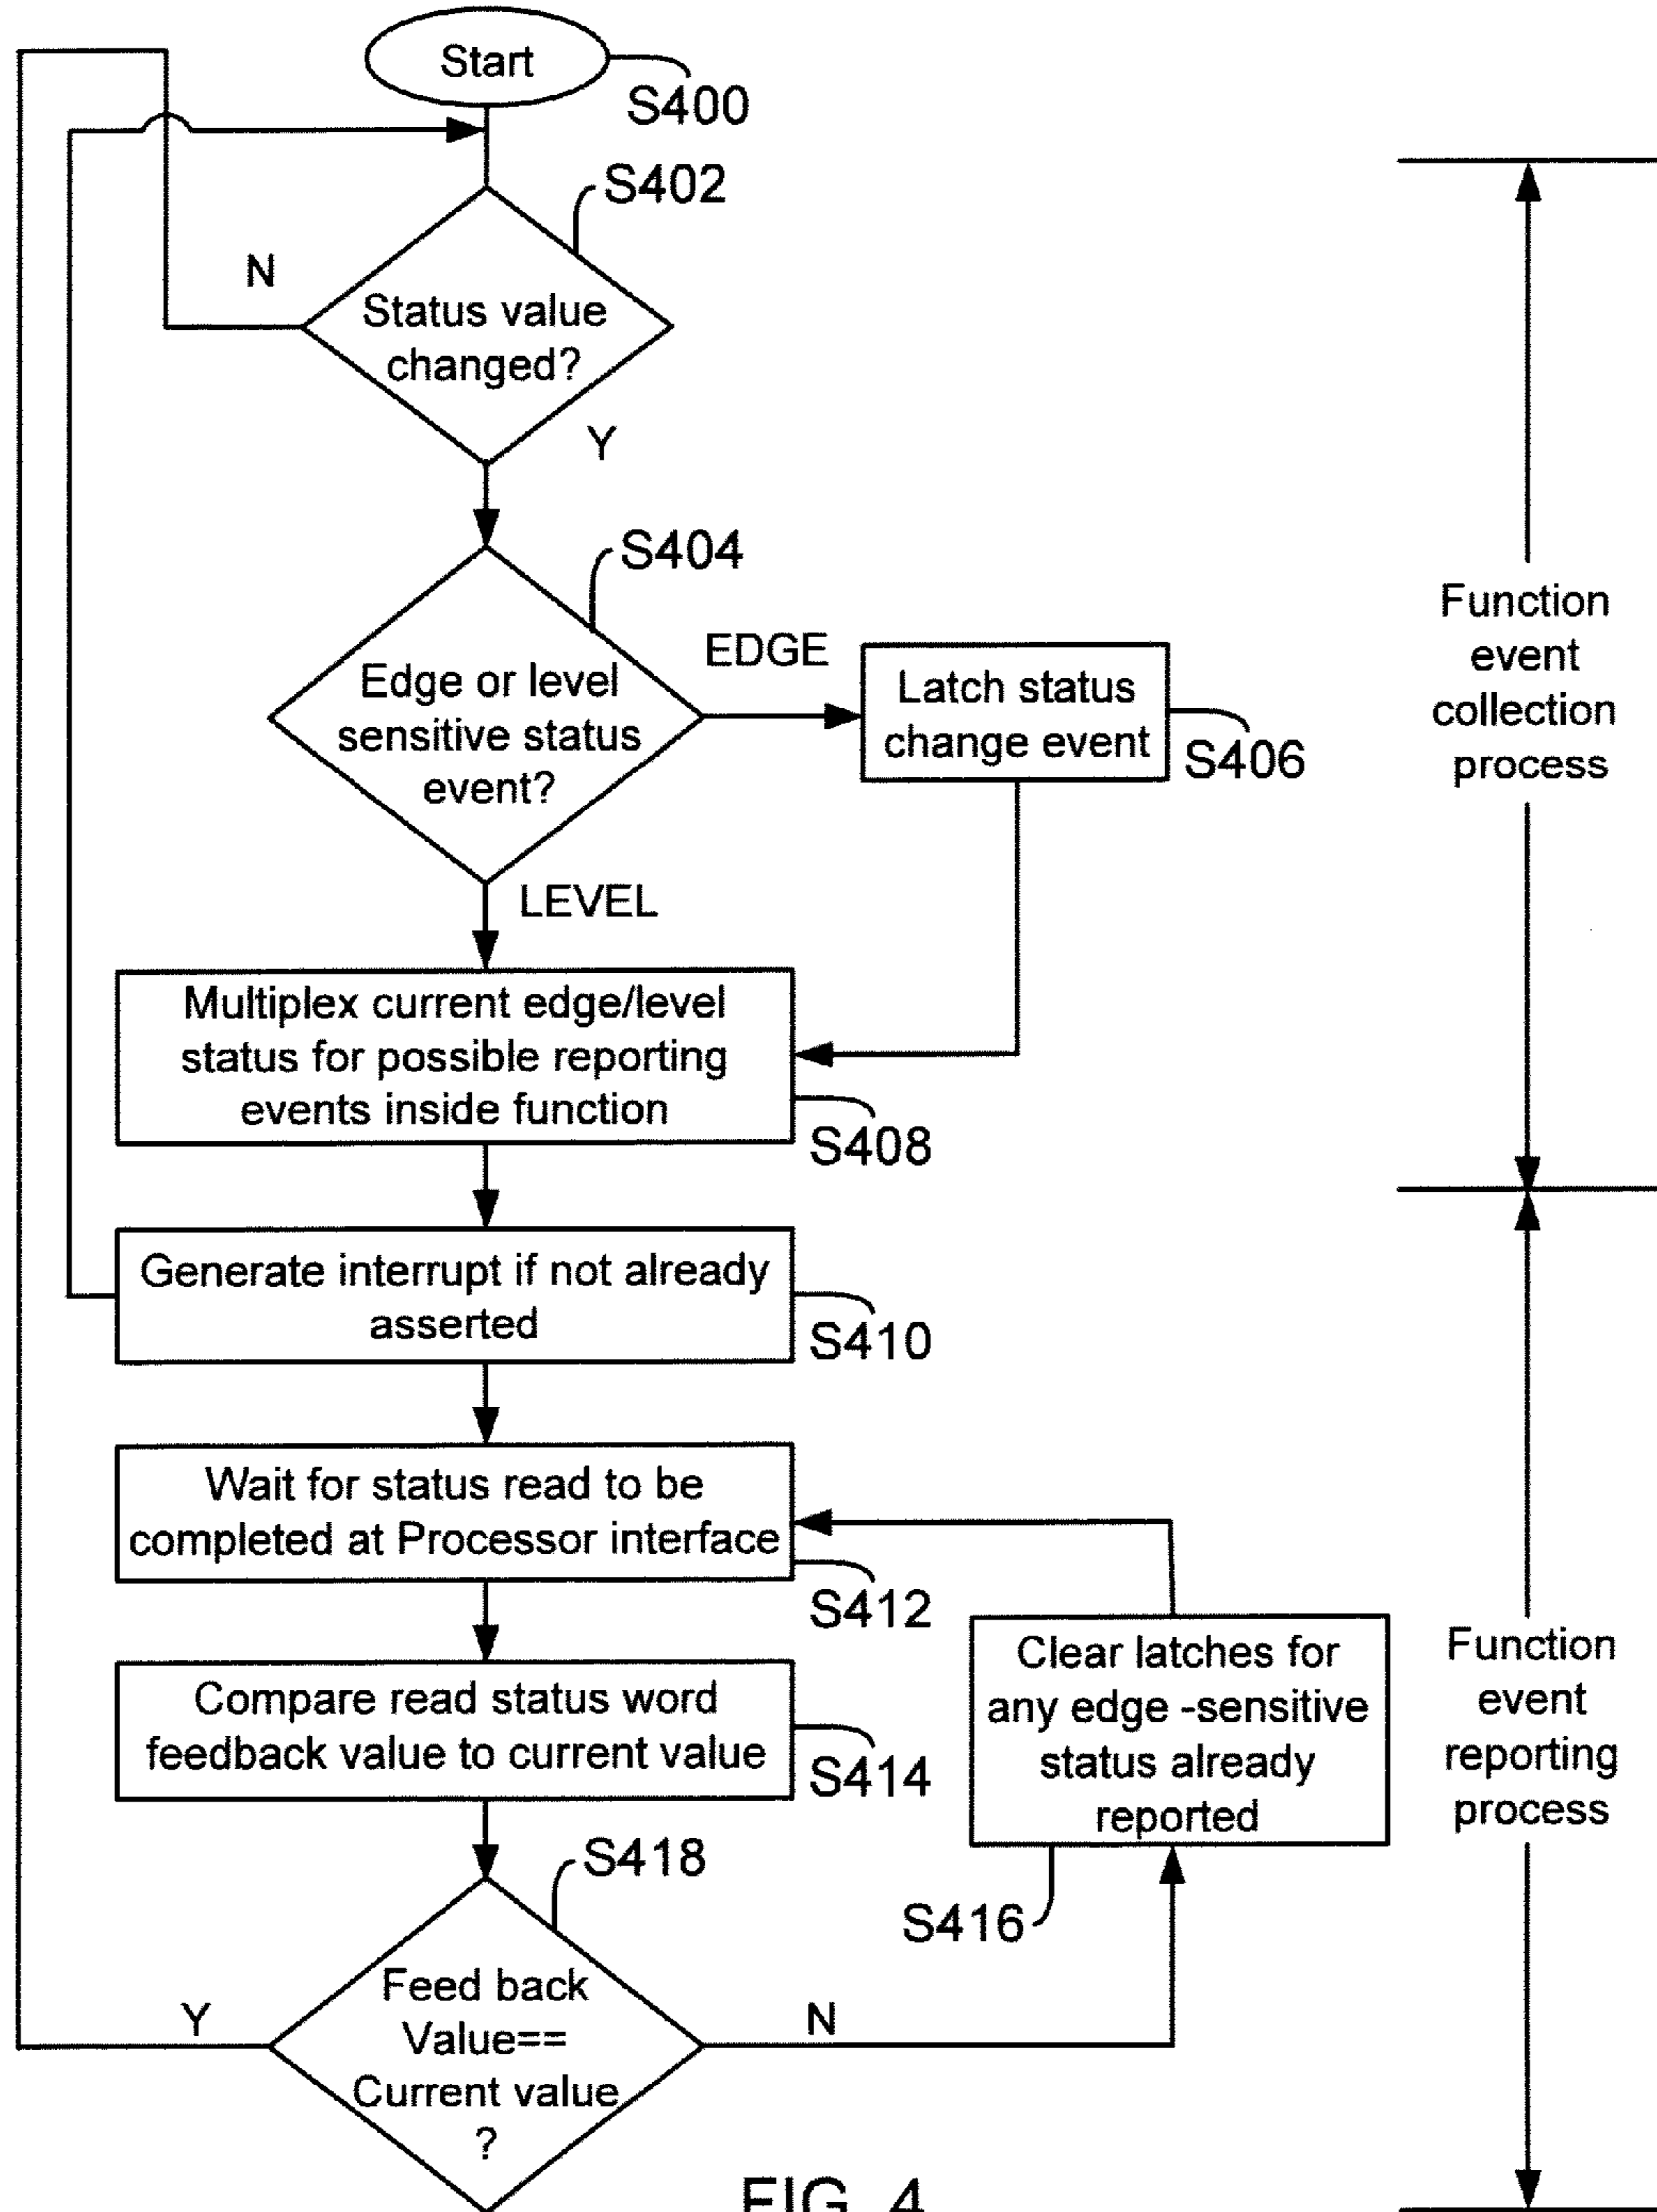 Start
S400
S402
N
Status value
changed?
Y
S404
EDGE
Edge or level
sensitive status
event?
Latch status
change event
S406
LEVEL
Multiplex current edge/level
status for possible reporting
events inside function
S408
Generate interrupt if not already
asserted
S410
Wait for status read to be
completed at Processor interface
S412
Compare read status word
feedback value to current value
S414
Clear latches for
any edge -sensitive
status already
reported
S416
S418
Y
Feed back
Value==
Current value
?
N
Function
event
collection
process
Function
event
reporting
process
FIG. 4